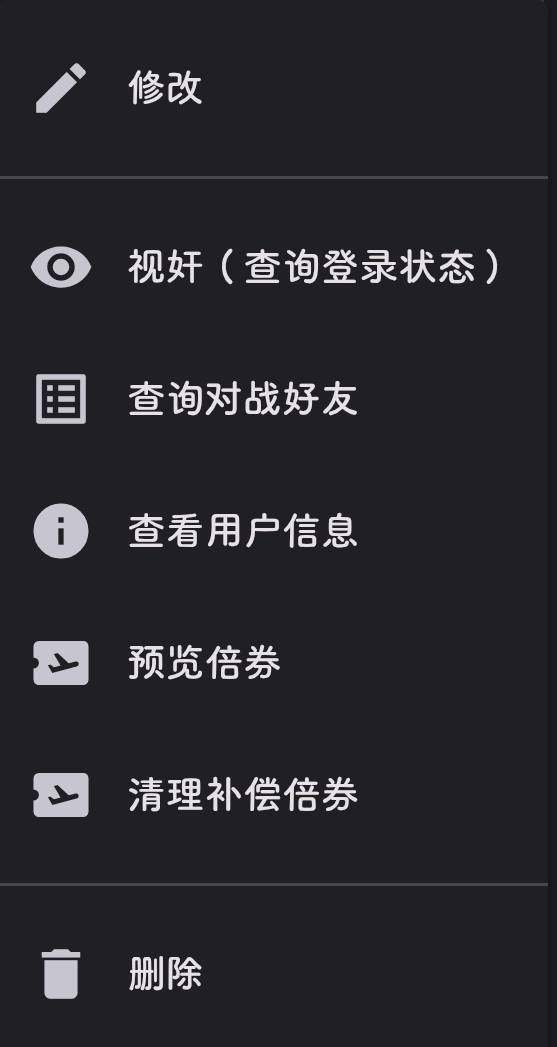 修改
视奸（查询登录状态）
查询对战好友
查看用户信息
预览倍券
清理补偿倍券
删除